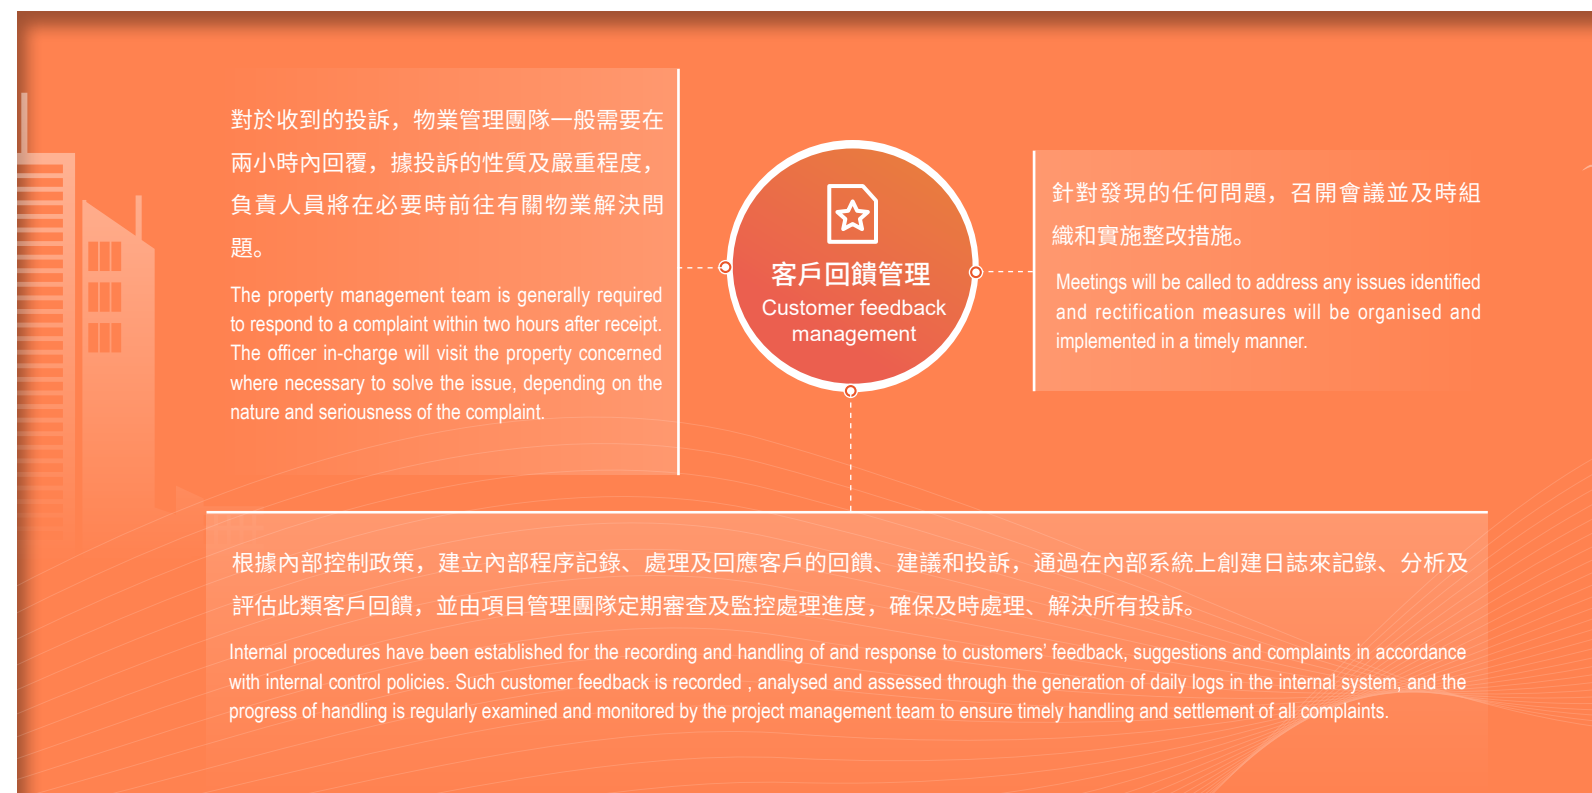 對於收到的投訴，物業管理團隊一般需要在
兩小時內回覆，據投訴的性質及嚴重程度，
負責人員將在必要時前往有關物業解決問
題。
The property management team is generally required
to respond to a complaint within two hours after receipt.
The officer in-charge will visit the property concerned
where necessary to solve the issue, depending on the
nature and seriousness of the complaint.
客戶回饋管理
Customer feedback
management
針對發現的任何問題，召開會議並及時組
織和實施整改措施。
Meetings will be called to address any issues identified
and rectification measures will be organised and
implemented in a timely manner.
根據內部控制政策，建立內部程序記錄、處理及回應客戶的回饋、建議和投訴，通過在內部系統上創建日誌來記錄、分析及
評估此類客戶回饋，並由項目管理團隊定期審查及監控處理進度，確保及時處理、解決所有投訴。
Internal procedures have been established for the recording and handling of and response to customers' feedback, suggestions and complaints in accordance
with internal control policies. Such customer feedback is recorded , analysed and assessed through the generation of daily logs in the internal system, and the
progress of handling is regularly examined and monitored by the project management team to ensure timely handling and settlement of all complaints.